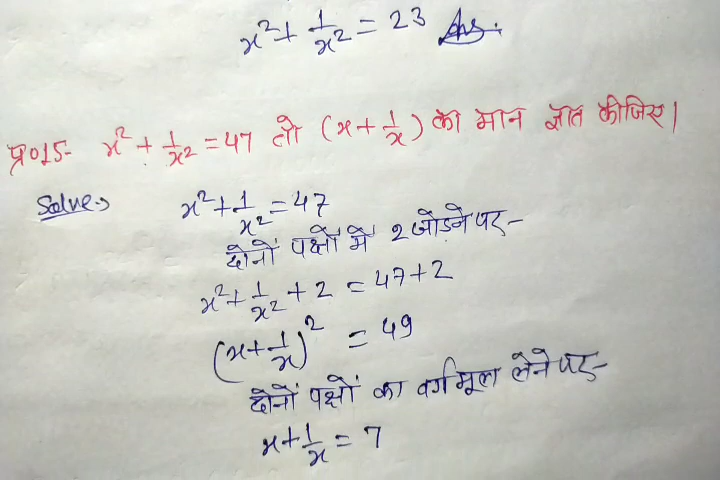 x² + 1/x² = 23 Ans.
प्र015- x² + 1/x² = 47 तो (x + 1/x) का मान ज्ञात कीजिए।
Solve→ x² + 1/x² = 47
दोनों पक्षों में 2 जोडने पर-
x² + 1/x² + 2 = 47+2
(x + 1/x)² = 49
दोनों पक्षों का वर्गमूल लेने पर-
x + 1/x = 7